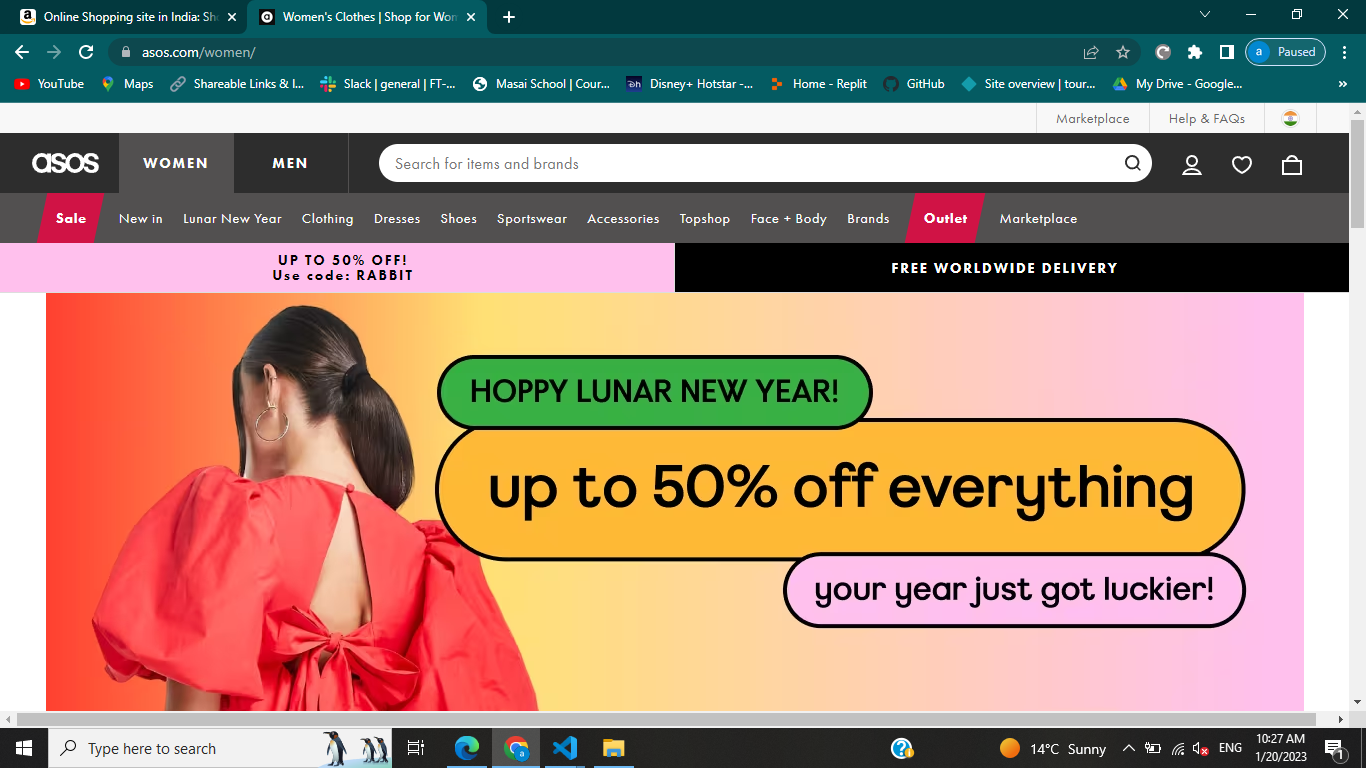 Online Shopping site in India: Sh
Women's Clothes | Shop for Wom
asos.com/women/
a Paused
YouTube
Maps
Shareable Links & I...
Slack | general | FT-...
Masai School | Cour...
Disney+ Hotstar -...
Home - Replit
GitHub
Site overview | tour...
My Drive - Google...
»
Marketplace
Help & FAQs
asos
WOMEN
MEN
Search for items and brands
Sale
New in
Lunar New Year
Clothing
Dresses
Shoes
Sportswear
Accessories
Topshop
Face + Body
Brands
Outlet
Marketplace
UP TO 50% OFF!
Use code: RABBIT
FREE WORLDWIDE DELIVERY
HOPPY LUNAR NEW YEAR!
up to 50% off everything
your year just got luckier!
Type here to search
14°C Sunny
ENG
10:27 AM
1/20/2023
1